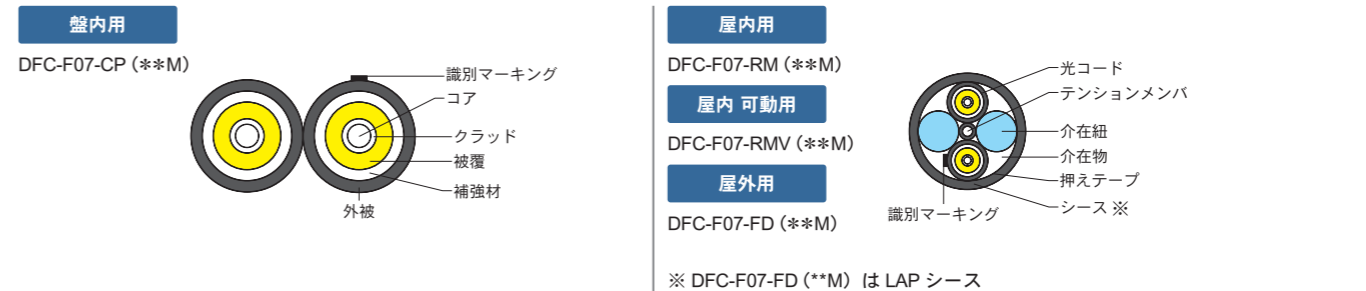 盤内用
DFC-F07-CP（＊＊M）
識別マーキング
コア
クラッド
被覆
補強材
外被
屋内用
DFC-F07-RM（＊＊M）
屋内 可動用
DFC-F07-RMV（＊＊M）
屋外用
DFC-F07-FD（＊＊M）
光コード
テンションメンバ
介在紐
介在物
押えテープ
シース※
識別マーキング
※ DFC-F07-FD（**M）は LAP シース